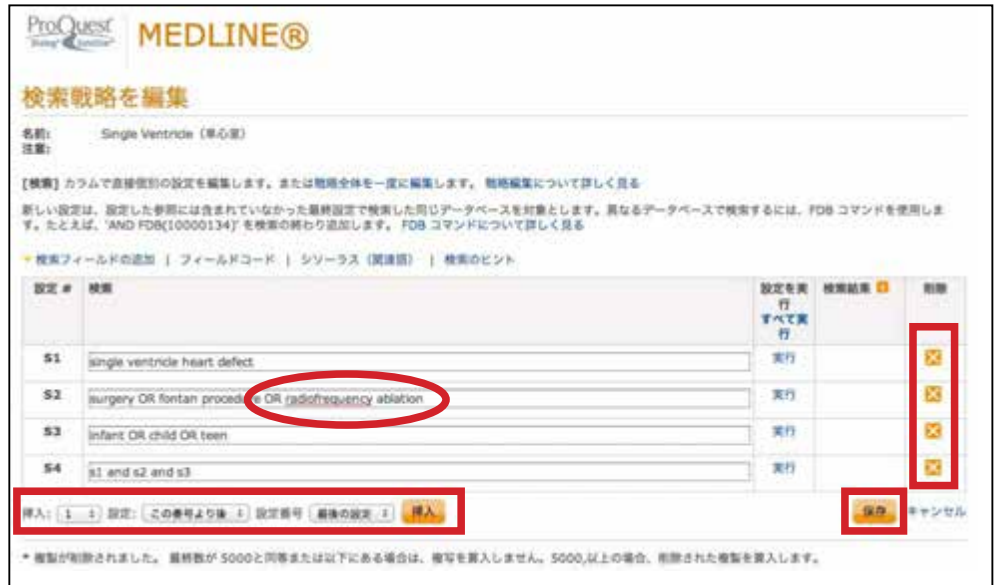 ProQuest
MEDLINE®
検索戦略を編集
名前: Single Ventricle (単心室)
注意:
[検索] カラムで直接個別の設定を編集します。または戦略全体を一度に編集します。 戦略編集について詳しく見る
新しい設定は、設定した参照には含まれていなかった最終設定で検索した同じデータベースを対象とします。異なるデータベースで検索するには、FDB コマンドを使用しま
す。たとえば、'AND FDB(10000134)' を検索の終わり追加します。 FDB コマンドについて詳しく見る
検索フィールドの追加 | フィールドコード | シソーラス (関連語) | 検索のヒント
設定 # 検索 設定を実行 すべて実行 検索結果 削除
S1 single ventricle heart defect 実行
S2 surgery OR fontan procedure OR radiofrequency ablation 実行
S3 infant OR child OR teen 実行
S4 s1 and s2 and s3 実行
挿入: 1 設定: この番号より後 設定番号 最後の設定 挿入 保存 キャンセル
* 複製が削除されました。 最終数が 5000と同等または以下にある場合は、複写を算入しません。5000,以上の場合、削除された複製を算入します。